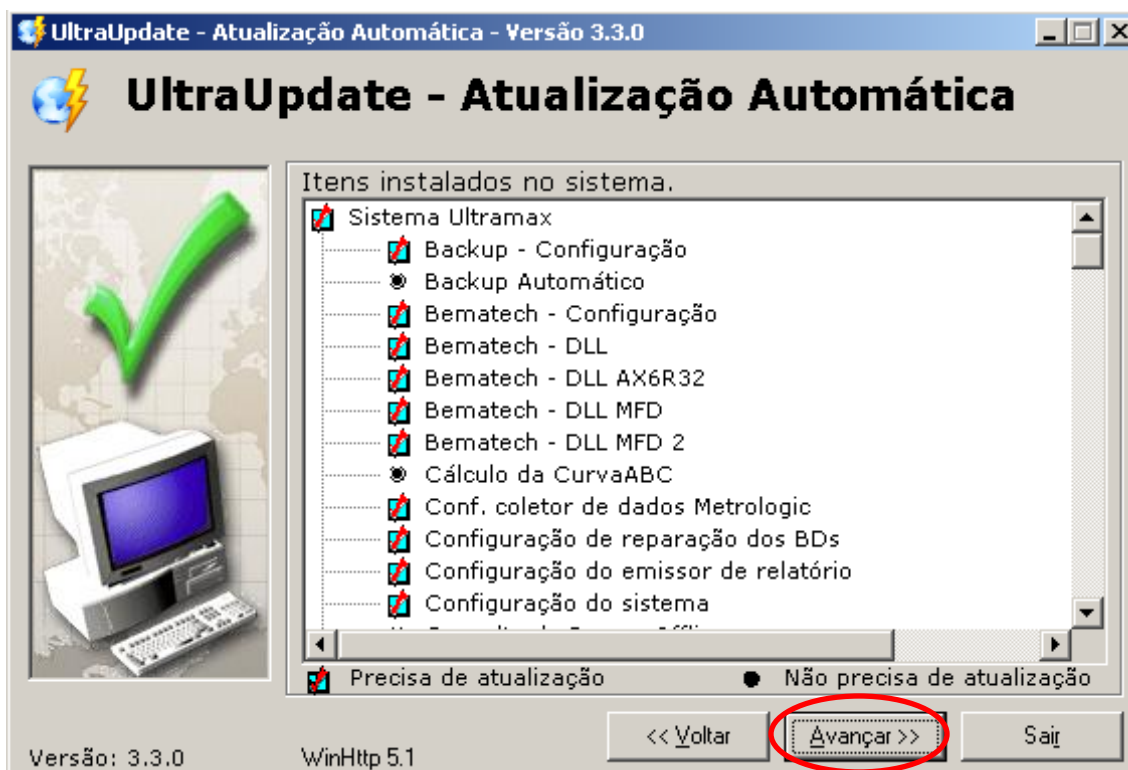 UltraUpdate - Atualização Automática - Versão 3.3.0
UltraUpdate - Atualização Automática
Itens instalados no sistema.
Sistema Ultramax
Backup - Configuração
Backup Automático
Bematech - Configuração
Bematech - DLL
Bematech - DLL AX6R32
Bematech - DLL MFD
Bematech - DLL MFD 2
Cálculo da CurvaABC
Conf. coletor de dados Metrologic
Configuração de reparação dos BDs
Configuração do emissor de relatório
Configuração do sistema
Precisa de atualização Não precisa de atualização
<< Voltar Avançar >> Sair
Versão: 3.3.0 WinHttp 5.1